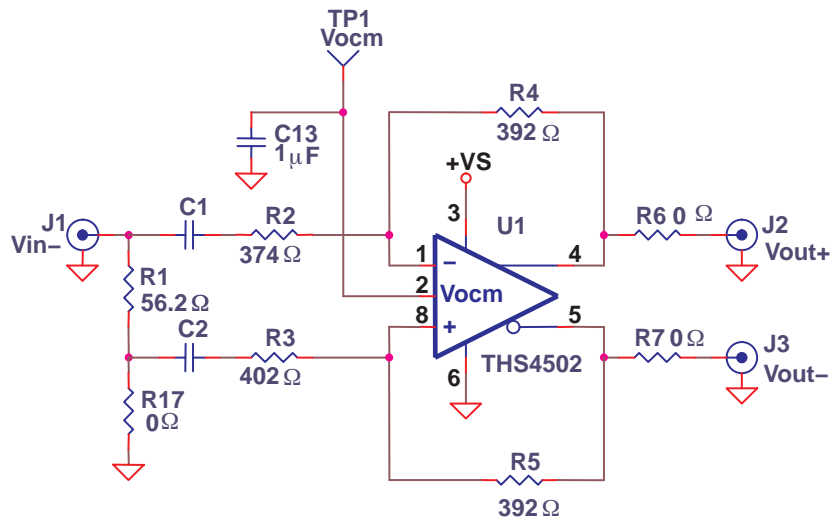 TP1
Vocm
C13
1 μF
R4
392 Ω
+VS
3
U1
J1
Vin–
C1
R2
374 Ω
R1
56.2 Ω
1
–
2
Vocm
8
+
4
5
6
THS4502
R6 0 Ω
J2
Vout+
C2
R3
402 Ω
R7 0 Ω
J3
Vout–
R17
0 Ω
R5
392 Ω